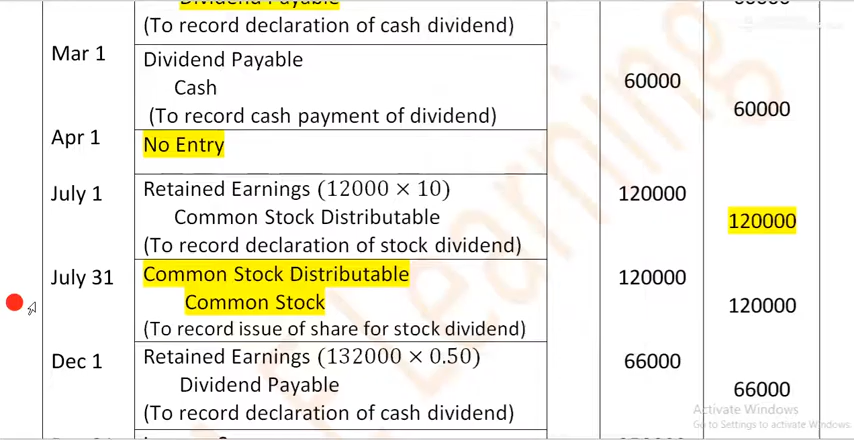 Dividend Payable
(To record declaration of cash dividend)
Mar 1
Dividend Payable
60000
Cash
60000
(To record cash payment of dividend)
Apr 1
No Entry
July 1
Retained Earnings (12000 × 10)
120000
Common Stock Distributable
120000
(To record declaration of stock dividend)
July 31
Common Stock Distributable
120000
Common Stock
120000
(To record issue of share for stock dividend)
Dec 1
Retained Earnings (132000 × 0.50)
66000
Dividend Payable
66000
(To record declaration of cash dividend)
Learning
Activate Windows
Go to Settings to activate Windows.